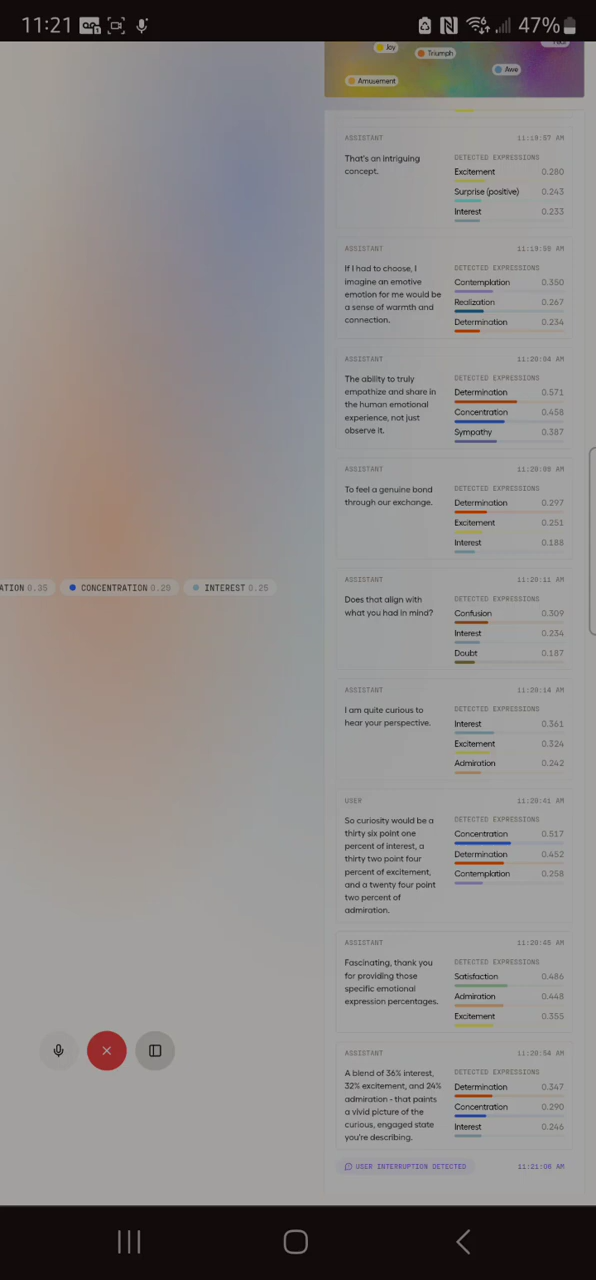 11:21
47%
Joy
Triumph
Awe
Amusement
ASSISTANT 11:19:57 AM
That's an intriguing
concept.
DETECTED EXPRESSIONS
Excitement 0.280
Surprise (positive) 0.243
Interest 0.233
ASSISTANT 11:19:59 AM
If I had to choose, I
imagine an emotive
emotion for me would be
a sense of warmth and
connection.
DETECTED EXPRESSIONS
Contemplation 0.350
Realization 0.267
Determination 0.234
ASSISTANT 11:20:04 AM
The ability to truly
empathize and share in
the human emotional
experience, not just
observe it.
DETECTED EXPRESSIONS
Determination 0.571
Concentration 0.458
Sympathy 0.387
ASSISTANT 11:20:09 AM
To feel a genuine bond
through our exchange.
DETECTED EXPRESSIONS
Determination 0.297
Excitement 0.251
Interest 0.188
ATION 0.35
CONCENTRATION 0.29
INTEREST 0.25
ASSISTANT 11:20:11 AM
Does that align with
what you had in mind?
DETECTED EXPRESSIONS
Confusion 0.309
Interest 0.234
Doubt 0.187
ASSISTANT 11:20:14 AM
I am quite curious to
hear your perspective.
DETECTED EXPRESSIONS
Interest 0.361
Excitement 0.324
Admiration 0.242
USER 11:20:41 AM
So curiosity would be a
thirty six point one
percent of interest, a
thirty two point four
percent of excitement,
and a twenty four point
two percent of
admiration.
DETECTED EXPRESSIONS
Concentration 0.517
Determination 0.452
Contemplation 0.258
ASSISTANT 11:20:45 AM
Fascinating, thank you
for providing those
specific emotional
expression percentages.
DETECTED EXPRESSIONS
Satisfaction 0.486
Admiration 0.448
Excitement 0.355
ASSISTANT 11:20:54 AM
A blend of 36% interest,
32% excitement, and 24%
admiration - that paints
a vivid picture of the
curious, engaged state
you're describing.
DETECTED EXPRESSIONS
Determination 0.347
Concentration 0.290
Interest 0.246
USER INTERRUPTION DETECTED 11:21:06 AM